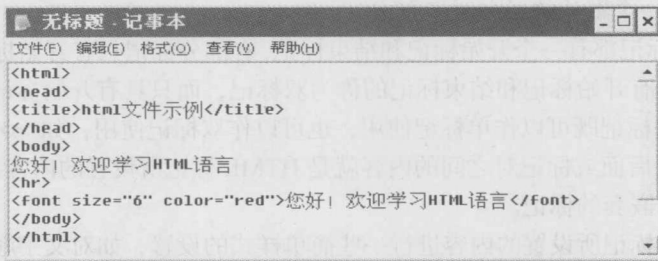 无标题 - 记事本
文件(F) 编辑(E) 格式(O) 查看(V) 帮助(H)
<html>
<head>
<title>html文件示例</title>
</head>
<body>
您好! 欢迎学习HTML语言
<hr>
<font size="6" color="red">您好! 欢迎学习HTML语言</font>
</body>
</html>